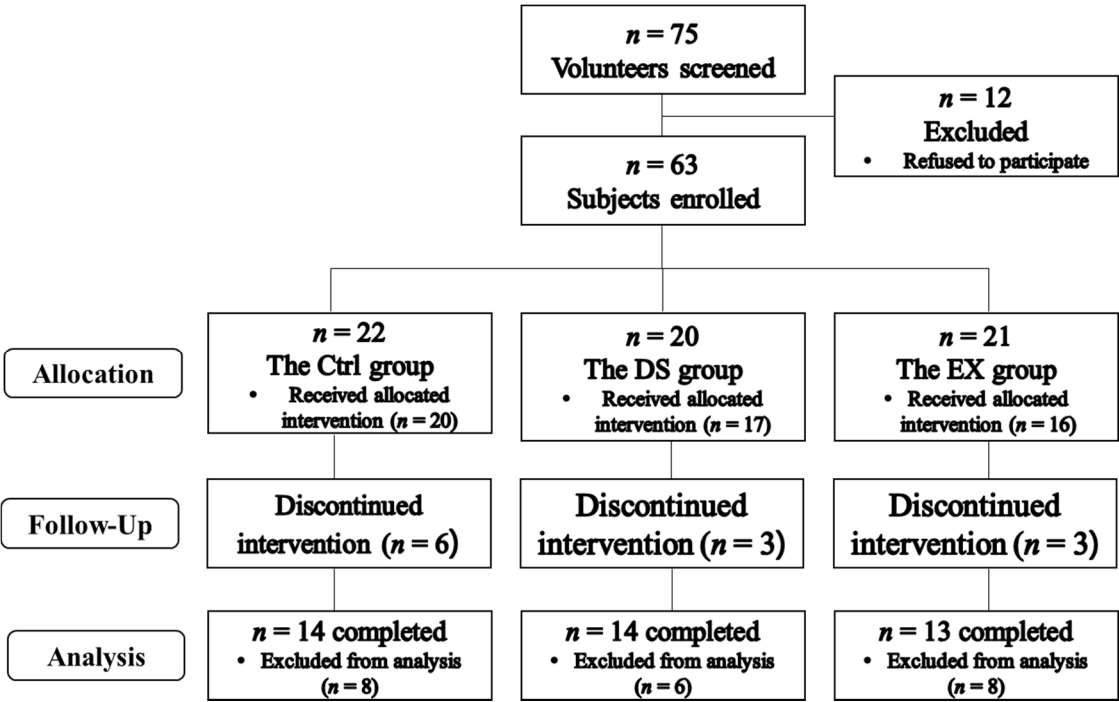 n = 75
Volunteers screened
n = 12
Excluded
• Refused to participate
n = 63
Subjects enrolled
Allocation
n = 22
The Ctrl group
• Received allocated
intervention (n = 20)
n = 20
The DS group
• Received allocated
intervention (n = 17)
n = 21
The EX group
• Received allocated
intervention (n = 16)
Follow-Up
Discontinued
intervention (n = 6)
Discontinued
intervention (n = 3)
Discontinued
intervention (n = 3)
Analysis
n = 14 completed
• Excluded from analysis
(n = 8)
n = 14 completed
• Excluded from analysis
(n = 6)
n = 13 completed
• Excluded from analysis
(n = 8)